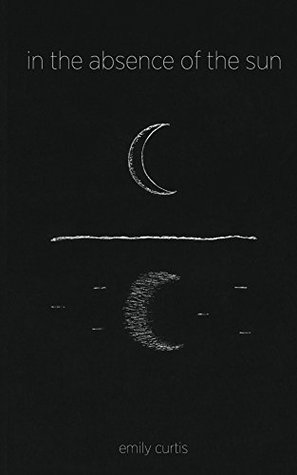 in the absence of the sun
emily curtis